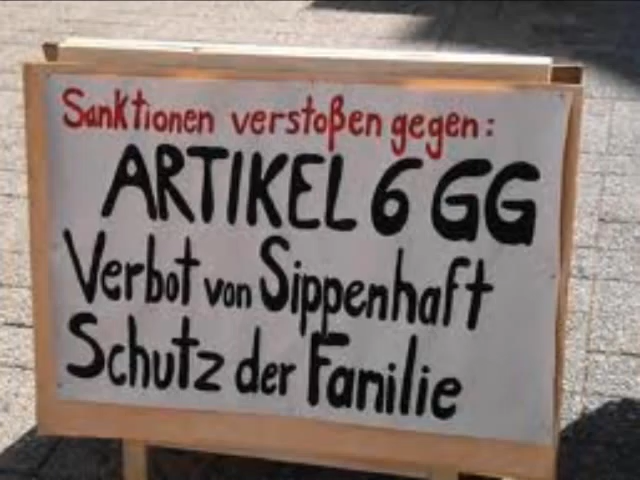 Sanktionen verstoßen gegen:
ARTIKEL 6 GG
Verbot von Sippenhaft
Schutz der Familie